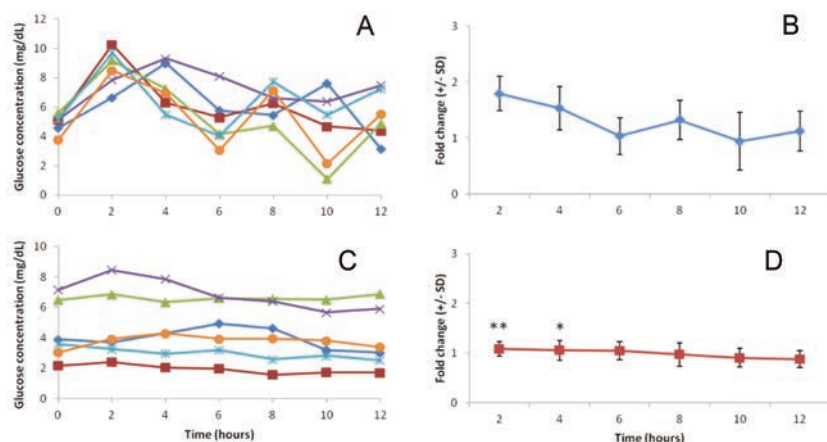 A
Glucose concentration (mg/dL)
12
10
8
6
4
2
0
0 2 4 6 8 10 12
B
Fold change (+/- SD)
3
2
1
0
2 4 6 8 10 12
C
Glucose concentration (mg/dL)
10
8
6
4
2
0
0 2 4 6 8 10 12
Time (hours)
D
Fold change (+/- SD)
3
2
1
0
** *
2 4 6 8 10 12
Time (hours)